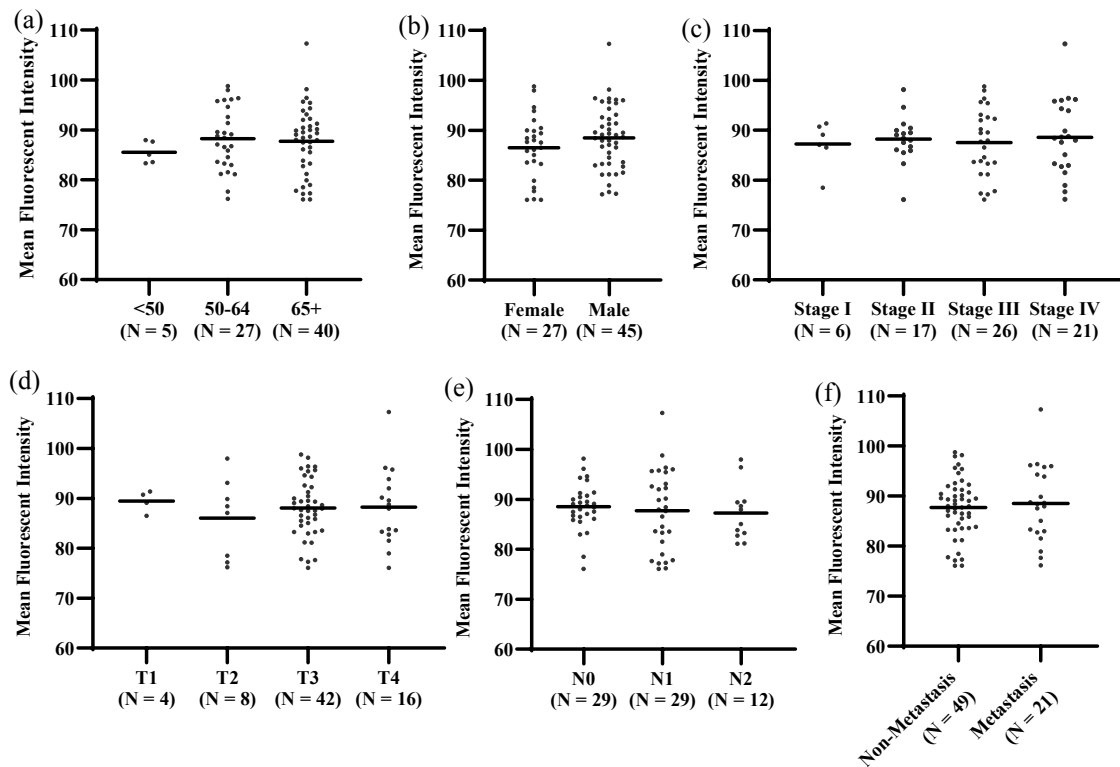 (a)
Mean Fluorescent Intensity
110
100
90
80
70
60
<50 50-64 65+
(N = 5) (N = 27) (N = 40)
(b)
Mean Fluorescent Intensity
110
100
90
80
70
60
Female Male
(N = 27) (N = 45)
(c)
Mean Fluorescent Intensity
110
100
90
80
70
60
Stage I Stage II Stage III Stage IV
(N = 6) (N = 17) (N = 26) (N = 21)
(d)
Mean Fluorescent Intensity
110
100
90
80
70
60
T1 T2 T3 T4
(N = 4) (N = 8) (N = 42) (N = 16)
(e)
Mean Fluorescent Intensity
110
100
90
80
70
60
N0 N1 N2
(N = 29) (N = 29) (N = 12)
(f)
Mean Fluorescent Intensity
110
100
90
80
70
60
Non-Metastasis
(N = 49)
Metastasis
(N = 21)